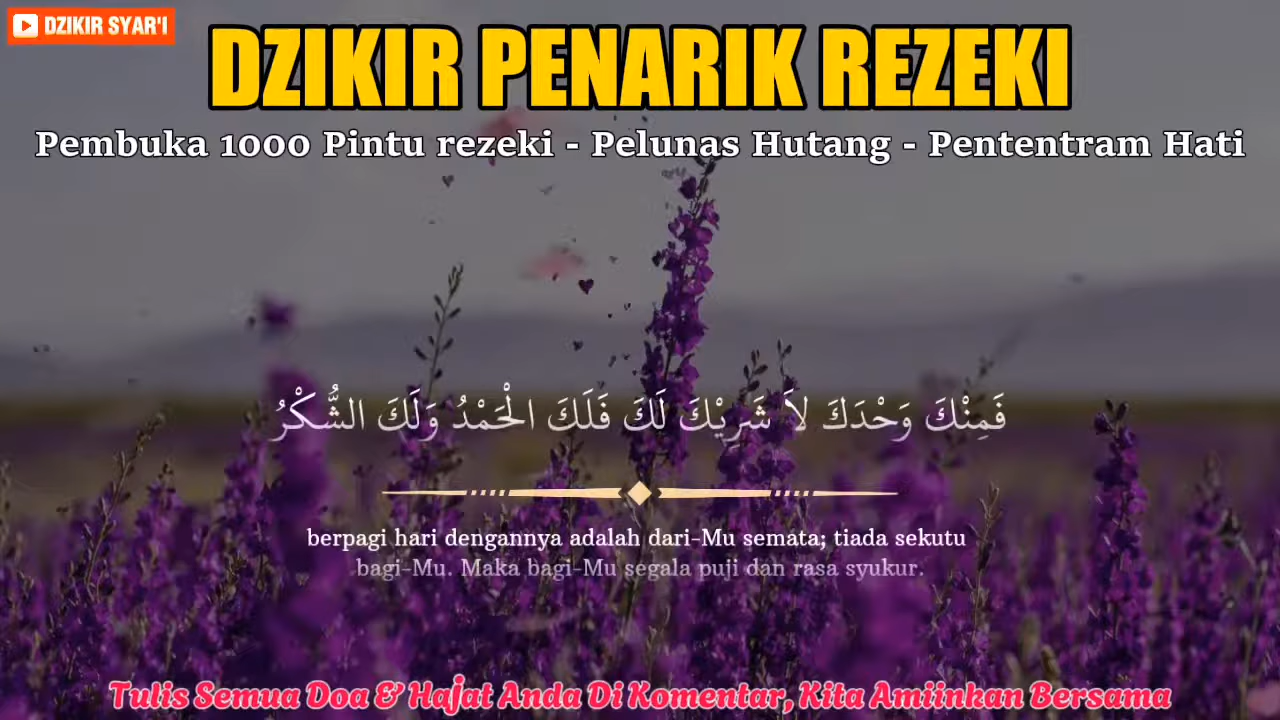 DZIKIR SYAR'I
DZIKIR PENARIK REZEKI
Pembuka 1000 Pintu rezeki - Pelunas Hutang - Pententram Hati
فَمِنْكَ وَحْدَكَ لاَ شَرِيْكَ لَكَ فَلَكَ الْحَمْدُ وَلَكَ الشُّكْرُ
berpagi hari dengannya adalah dari-Mu semata; tiada sekutu
bagi-Mu. Maka bagi-Mu segala puji dan rasa syukur.
Tulis Semua Doa & Hajat Anda Di Komentar, Kita Amiinkan Bersama